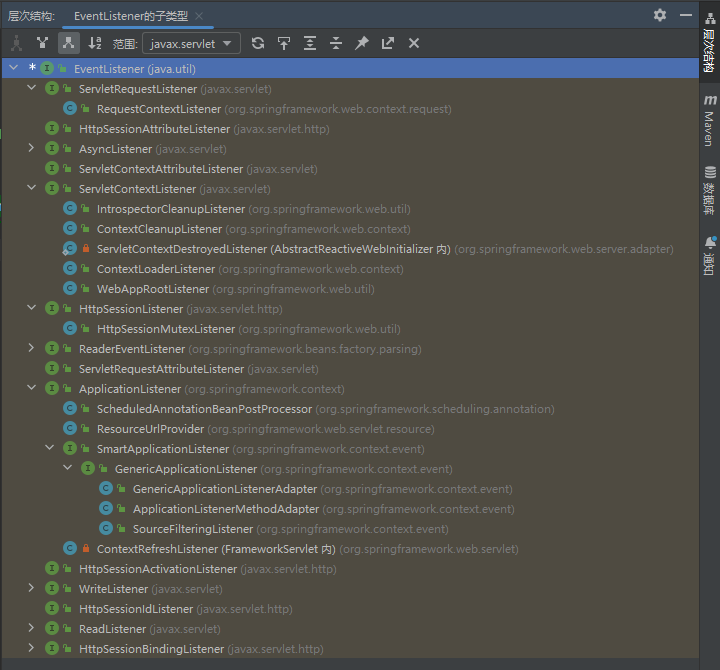 层次结构: EventListener的子类型
范围: javax.servlet
* EventListener (java.util)
ServletRequestListener (javax.servlet)
RequestContextListener (org.springframework.web.context.request)
HttpSessionAttributeListener (javax.servlet.http)
AsyncListener (javax.servlet)
ServletContextAttributeListener (javax.servlet)
ServletContextListener (javax.servlet)
IntrospectorCleanupListener (org.springframework.web.util)
ContextCleanupListener (org.springframework.web.context)
ServletContextDestroyedListener (AbstractReactiveWebInitializer 内) (org.springframework.web.server.adapter)
ContextLoaderListener (org.springframework.web.context)
WebAppRootListener (org.springframework.web.util)
HttpSessionListener (javax.servlet.http)
HttpSessionMutexListener (org.springframework.web.util)
ReaderEventListener (org.springframework.beans.factory.parsing)
ServletRequestAttributeListener (javax.servlet)
ApplicationListener (org.springframework.context)
ScheduledAnnotationBeanPostProcessor (org.springframework.scheduling.annotation)
ResourceUrlProvider (org.springframework.web.servlet.resource)
SmartApplicationListener (org.springframework.context.event)
GenericApplicationListener (org.springframework.context.event)
GenericApplicationListenerAdapter (org.springframework.context.event)
ApplicationListenerMethodAdapter (org.springframework.context.event)
SourceFilteringListener (org.springframework.context.event)
ContextRefreshListener (FrameworkServlet 内) (org.springframework.web.servlet)
HttpSessionActivationListener (javax.servlet.http)
WriteListener (javax.servlet)
HttpSessionIdListener (javax.servlet.http)
ReadListener (javax.servlet)
HttpSessionBindingListener (javax.servlet.http)
层次结构
m Maven
数据库
通知